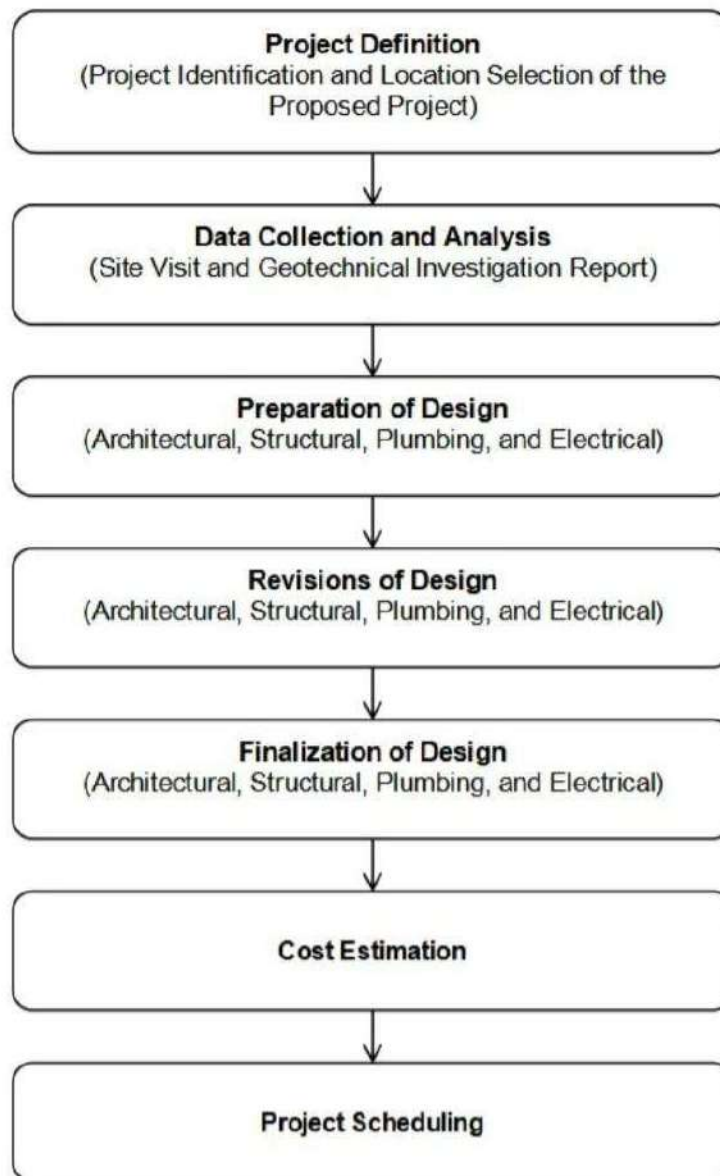 Project Definition
(Project Identification and Location Selection of the
Proposed Project)
Data Collection and Analysis
(Site Visit and Geotechnical Investigation Report)
Preparation of Design
(Architectural, Structural, Plumbing, and Electrical)
Revisions of Design
(Architectural, Structural, Plumbing, and Electrical)
Finalization of Design
(Architectural, Structural, Plumbing, and Electrical)
Cost Estimation
Project Scheduling